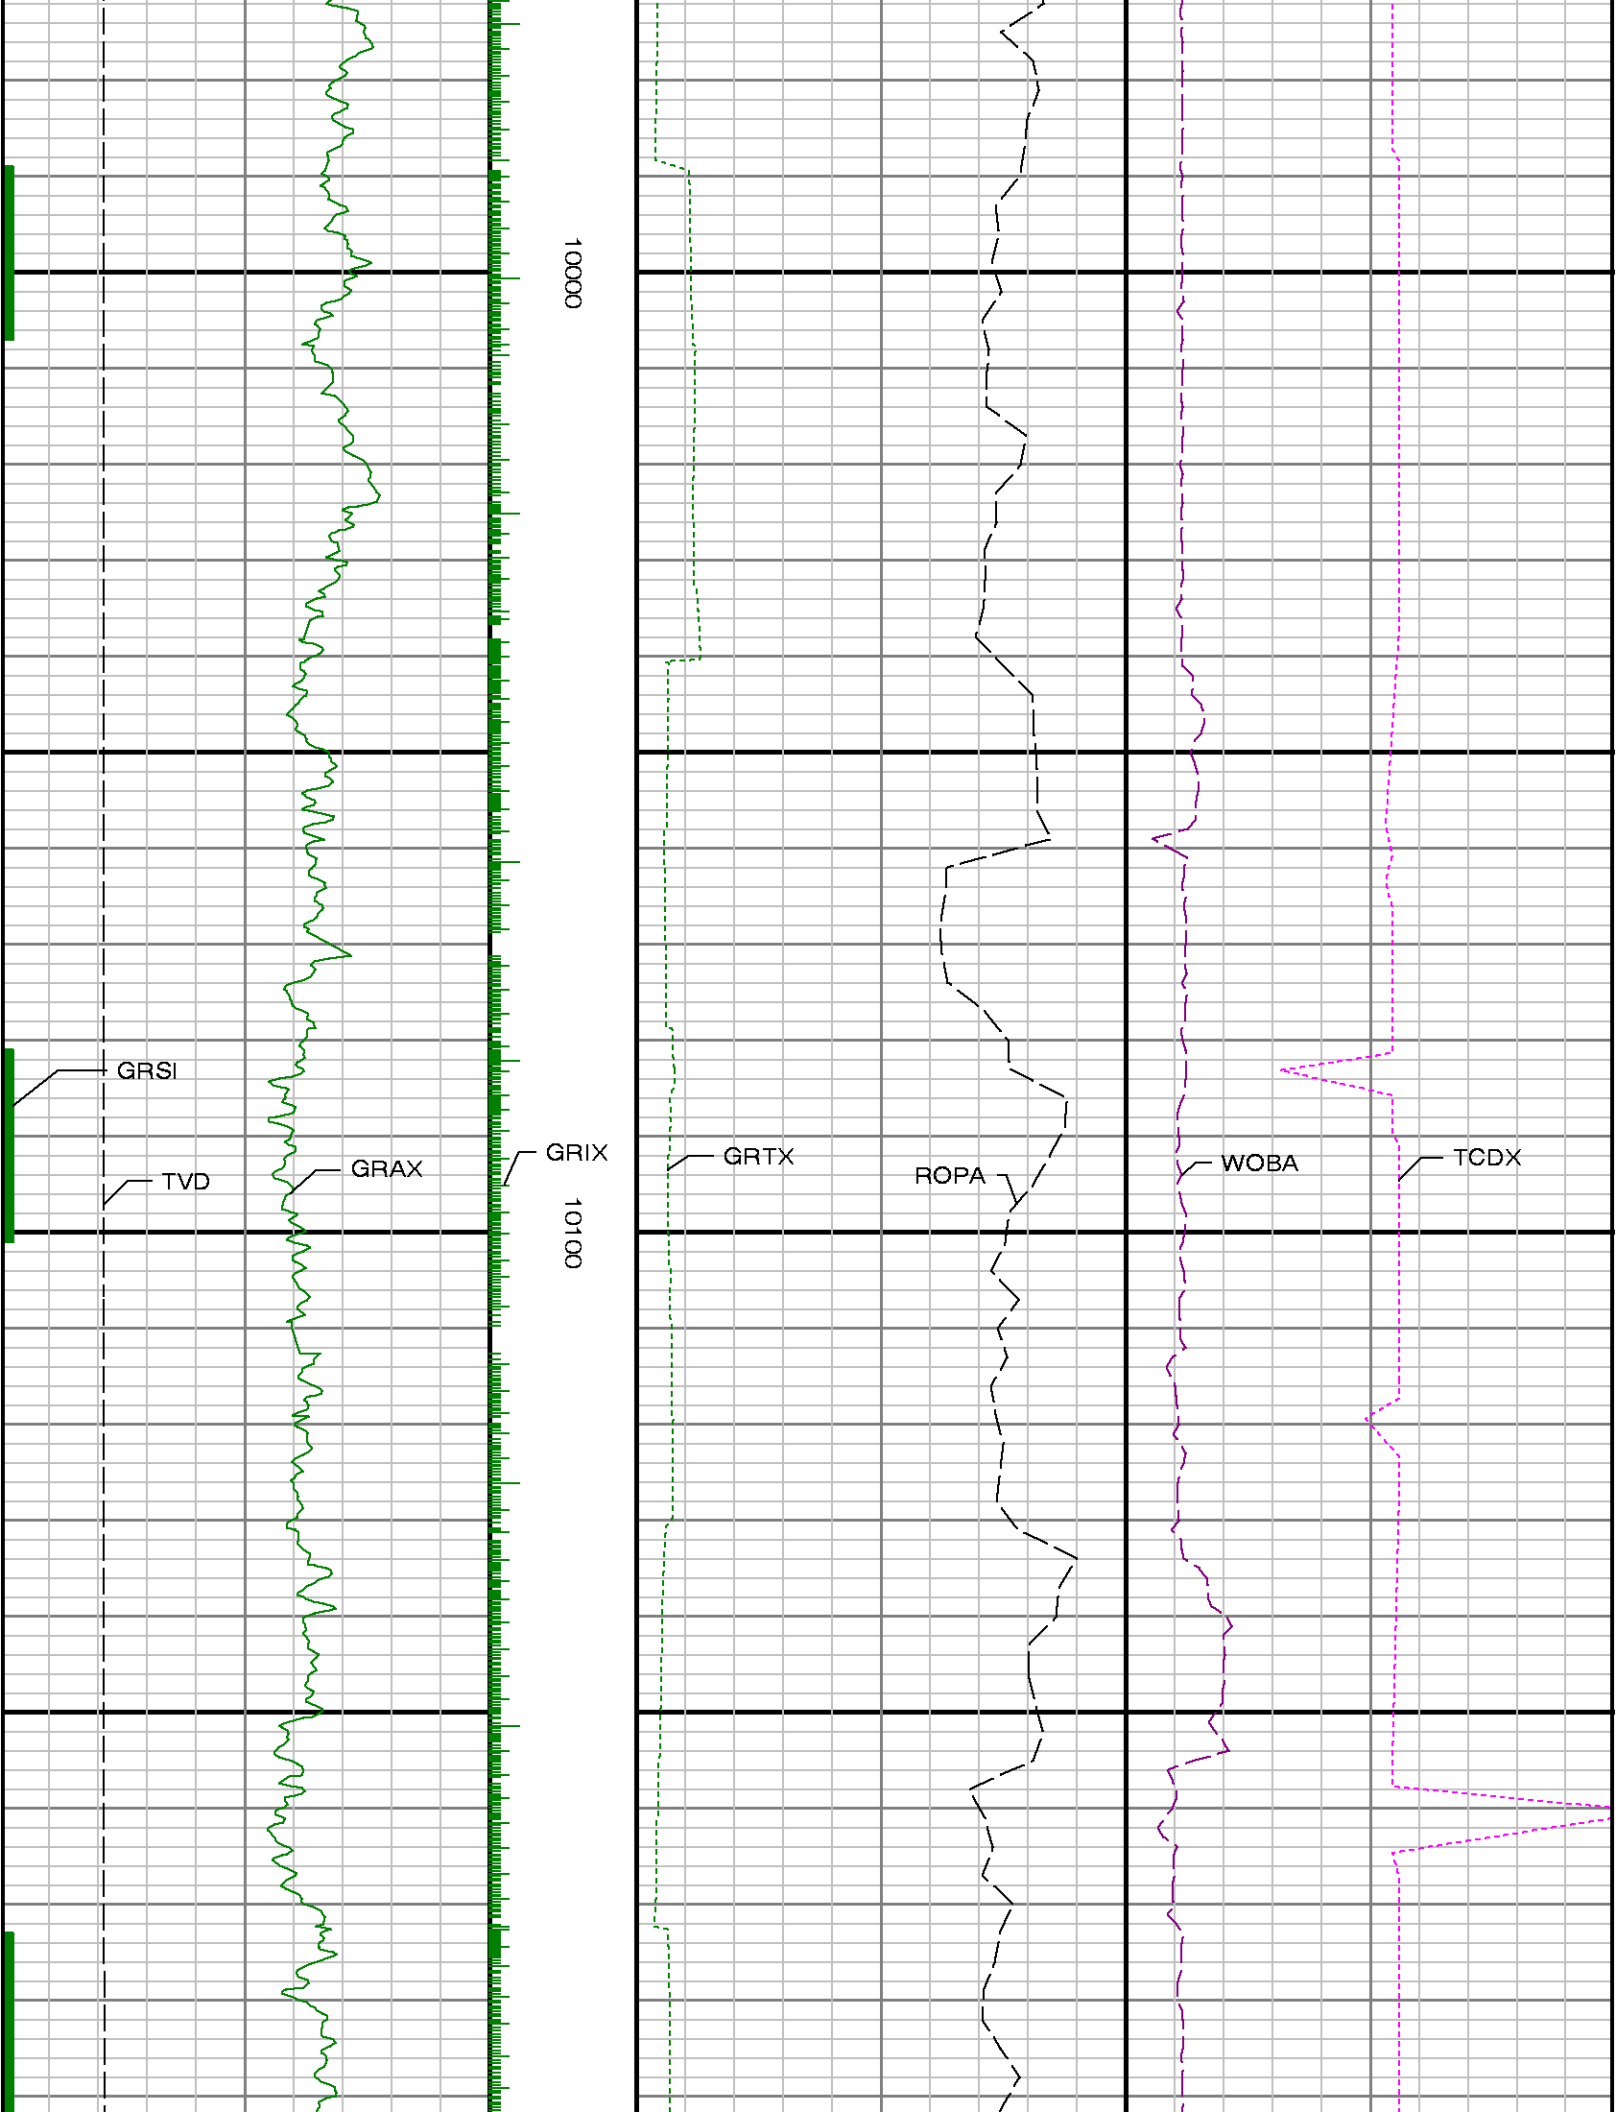 10000
GRSI
GRIX
GRTX
WOBA
TCDX
GRAX
ROPA
TVD
10100